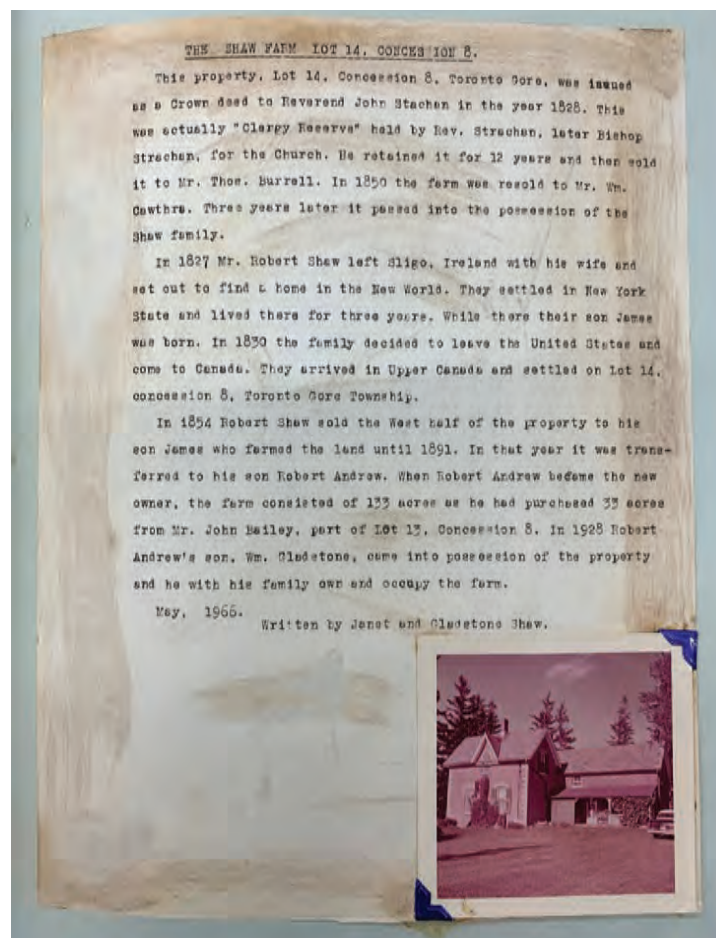 THE SHAW FARM LOT 14, CONCESSION 8.
This property, Lot 14, Concession 8, Toronto Gore, was issued
as a Crown deed to Reverend John Stachan in the year 1828. This
was actually "Clergy Reserve" held by Rev. Strachan, later Bishop
Strachan, for the Church. He retained it for 12 years and then sold
it to Mr. Thos. Burrell. In 1850 the farm was resold to Mr. Wm.
Cawthra. Three years later it passed into the possession of the
Shaw family.
In 1827 Mr. Robert Shaw left Sligo, Ireland with his wife and
set out to find a home in the New World. They settled in New York
State and lived there for three years. While there their son James
was born. In 1830 the family decided to leave the United States and
come to Canada. They arrived in Upper Canada and settled on Lot 14,
concession 8, Toronto Gore Township.
In 1854 Robert Shaw sold the West half of the property to his
son James who farmed the land until 1891. In that year it was trans-
ferred to his son Robert Andrew. When Robert Andrew became the new
owner, the farm consisted of 133 acres as he had purchased 33 acres
from Mr. John Bailey, part of Lot 13, Concession 8. In 1928 Robert
Andrew's son, Wm. Gladstone, came into possession of the property
and he with his family own and occupy the farm.
May, 1966.
Written by Janet and Gladstone Shaw.